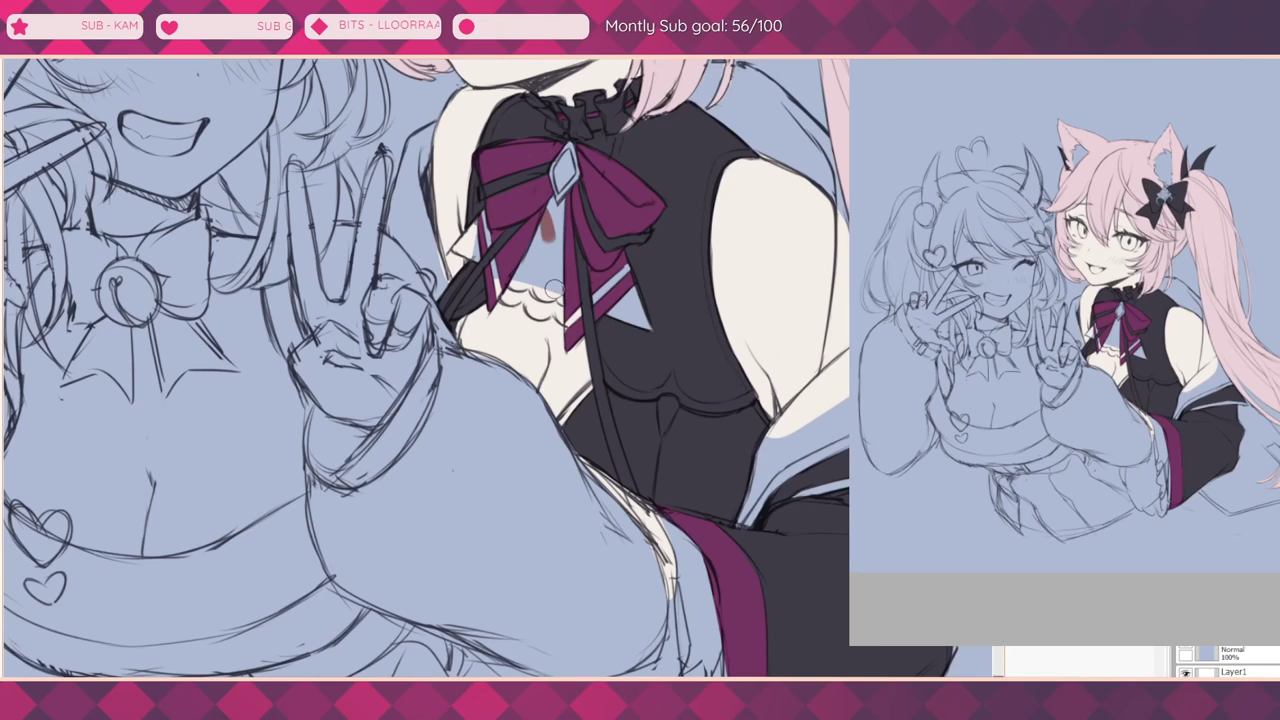 SUB - KAM
SUB G
BITS - LLOORRAA
Montly Sub goal: 56/100
Normal
100%
Layer1